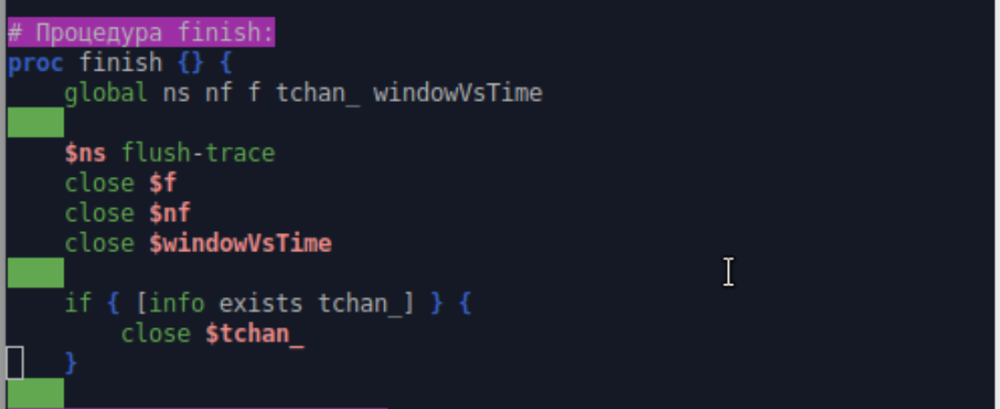 # Процедура finish:
proc finish {} {
    global ns nf f tchan_ windowVsTime
    $ns flush-trace
    close $f
    close $nf
    close $windowVsTime
    if { [info exists tchan_] } {
        close $tchan_
    }